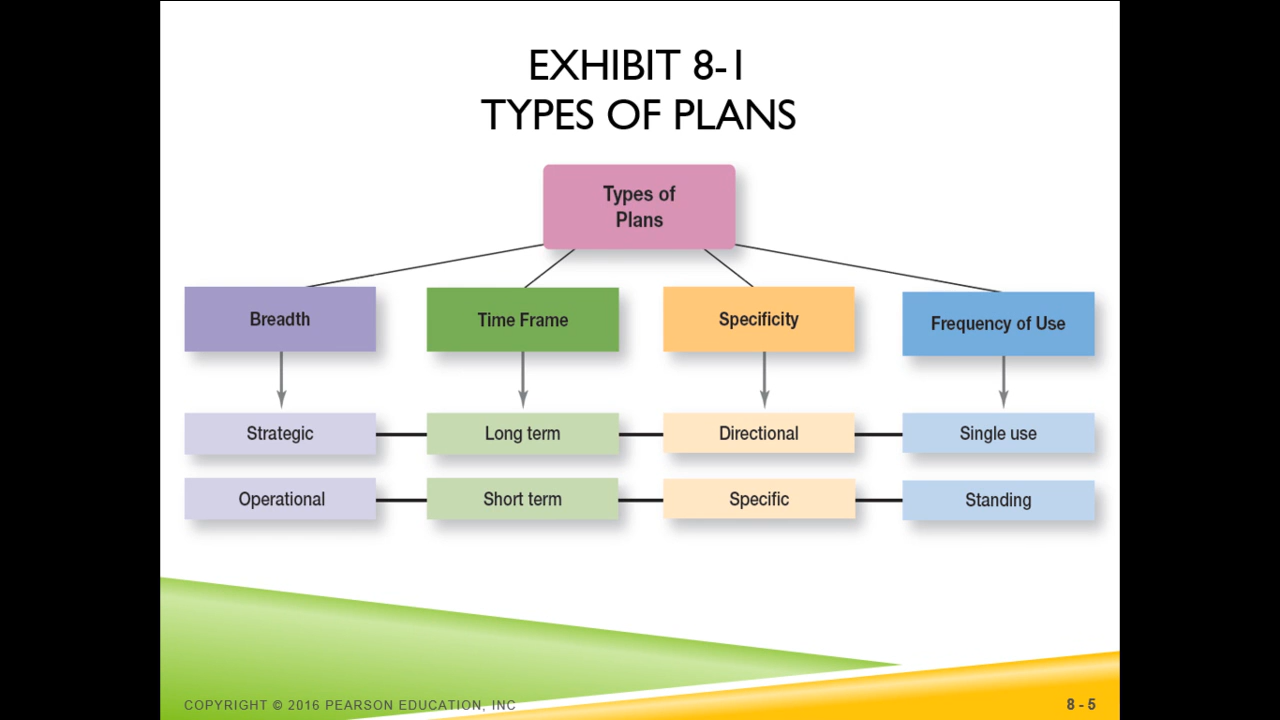 EXHIBIT 8-1
TYPES OF PLANS
Types of
Plans
Breadth
Time Frame
Specificity
Frequency of Use
Strategic
Long term
Directional
Single use
Operational
Short term
Specific
Standing
COPYRIGHT © 2016 PEARSON EDUCATION, INC
8 - 5